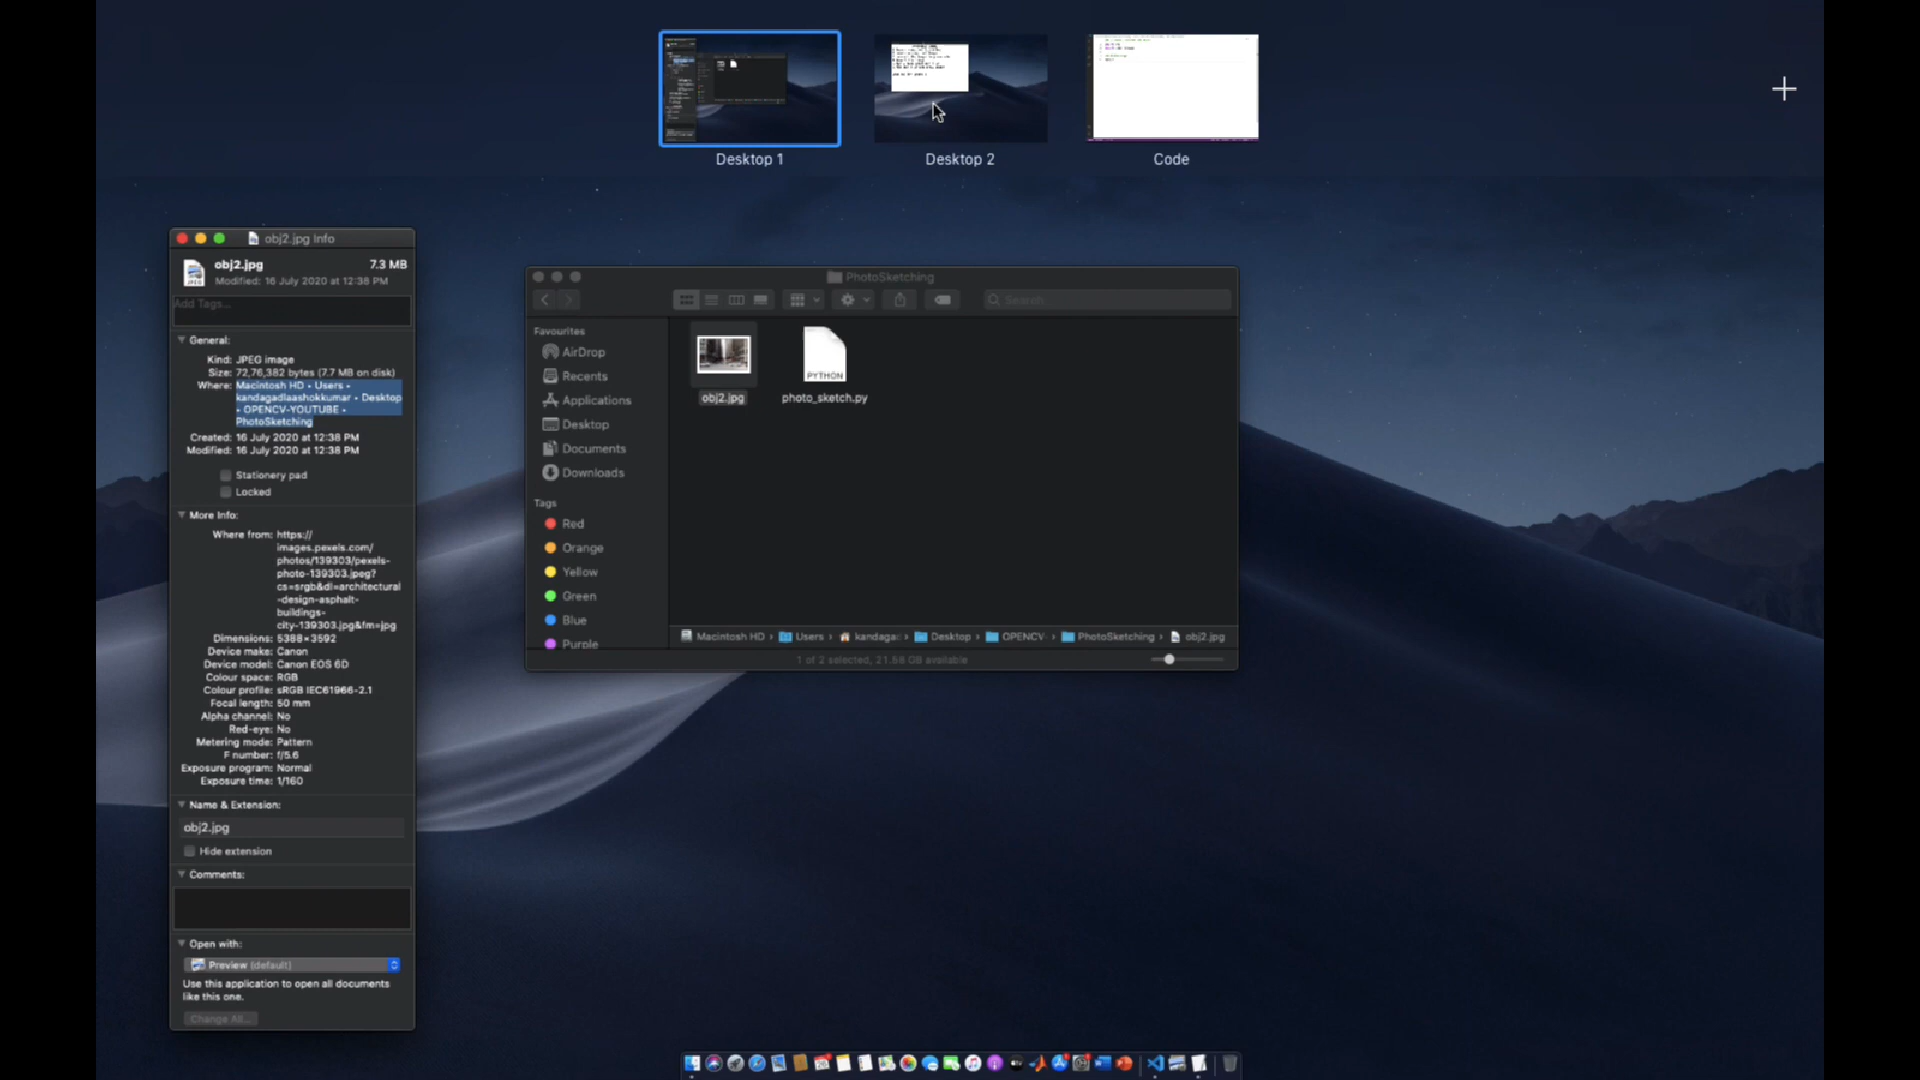 Desktop 1
Desktop 2
Code
obj2.jpg Info
obj2.jpg 7.3 MB
Modified: 16 July 2020 at 12:38 PM
Add Tags...
General:
Kind: JPEG image
Size: 72,76,382 bytes (7.7 MB on disk)
Where: Macintosh HD • Users •
kandagadlaashokkumar • Desktop
• OPENCV-YOUTUBE •
PhotoSketching
Created: 16 July 2020 at 12:38 PM
Modified: 16 July 2020 at 12:38 PM
Stationery pad
Locked
More Info:
Where from: https://
images.pexels.com/
photos/139303/pexels-
photo-139303.jpeg?
cs=srgb&dl=architectural
-design-asphalt-
buildings-
city-139303.jpg&fm=jpg
Dimensions: 5388×3592
Device make: Canon
Device model: Canon EOS 6D
Colour space: RGB
Colour profile: sRGB IEC61966-2.1
Focal length: 50 mm
Alpha channel: No
Red-eye: No
Metering mode: Pattern
F number: f/5.6
Exposure program: Normal
Exposure time: 1/160
Name & Extension:
obj2.jpg
Hide extension
Comments:
Open with:
Preview (default)
Use this application to open all documents
like this one.
Change All...
PhotoSketching
Search
Favourites
AirDrop
Recents
Applications
Desktop
Documents
Downloads
Tags
Red
Orange
Yellow
Green
Blue
Purple
PYTHON
obj2.jpg
photo_sketch.py
Macintosh HD › Users › kandaga › Desktop › OPENCV- › PhotoSketching › obj2.jpg
1 of 2 selected, 21.58 GB available